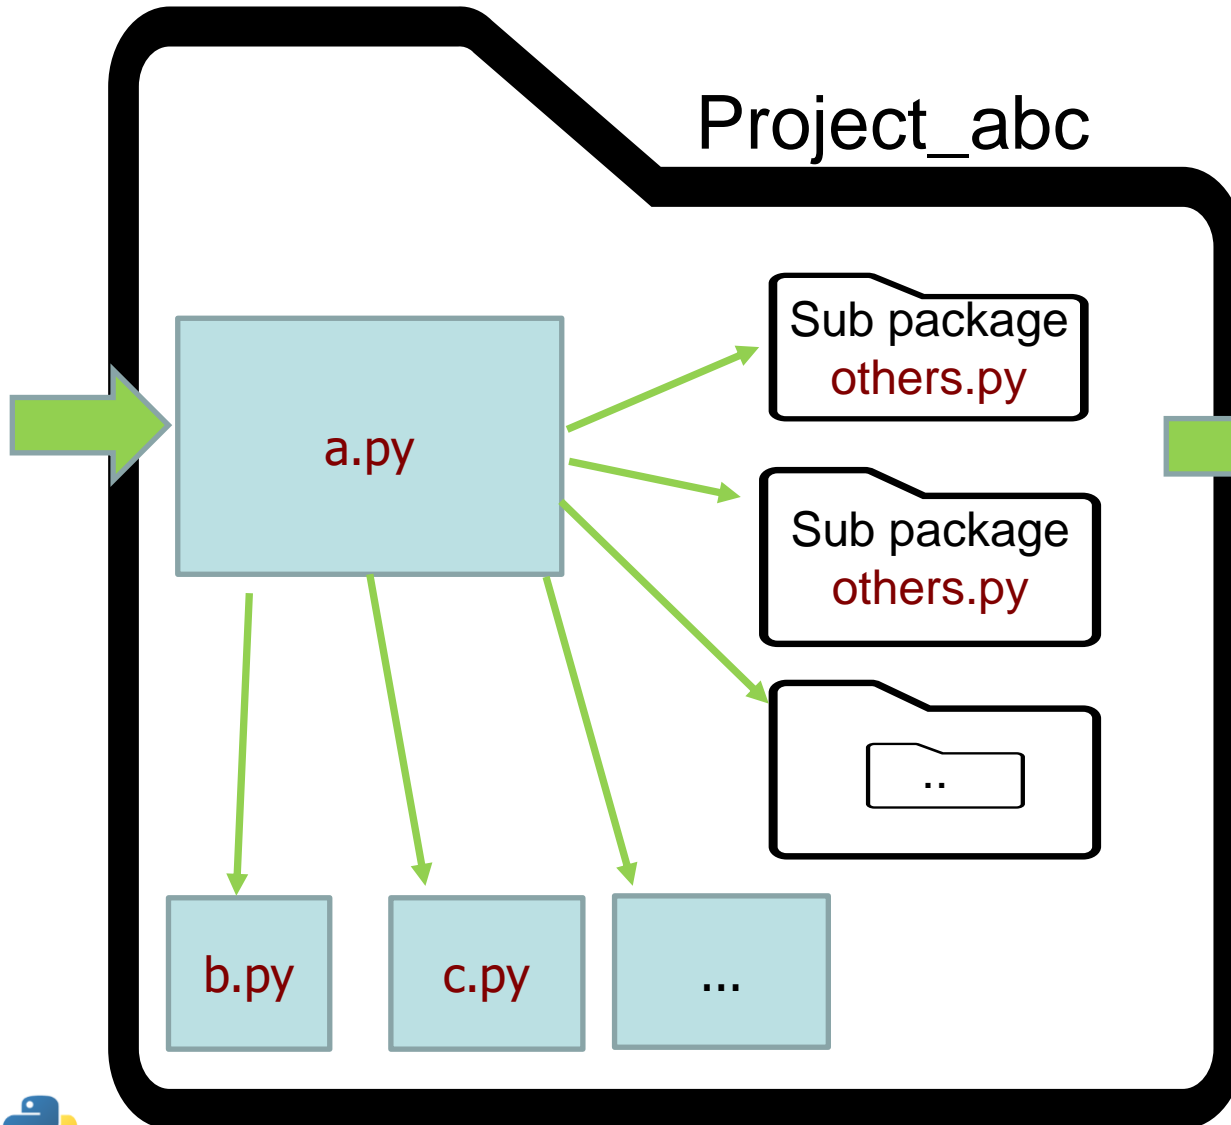 Project_abc
Sub package
others.py
a.py
Sub package
others.py
..
b.py
c.py
...